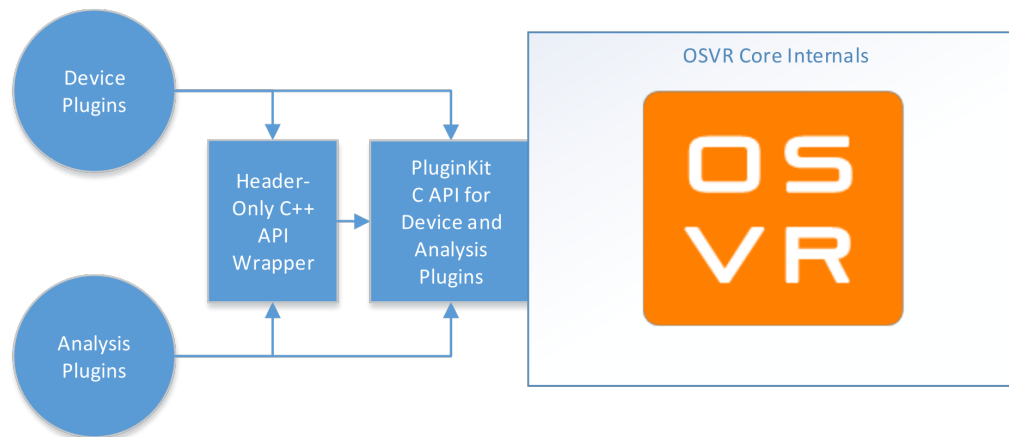 Device
Plugins
Header-
Only C++
API
Wrapper
PluginKit
C API for
Device and
Analysis
Plugins
Analysis
Plugins
OSVR Core Internals
OS
VR